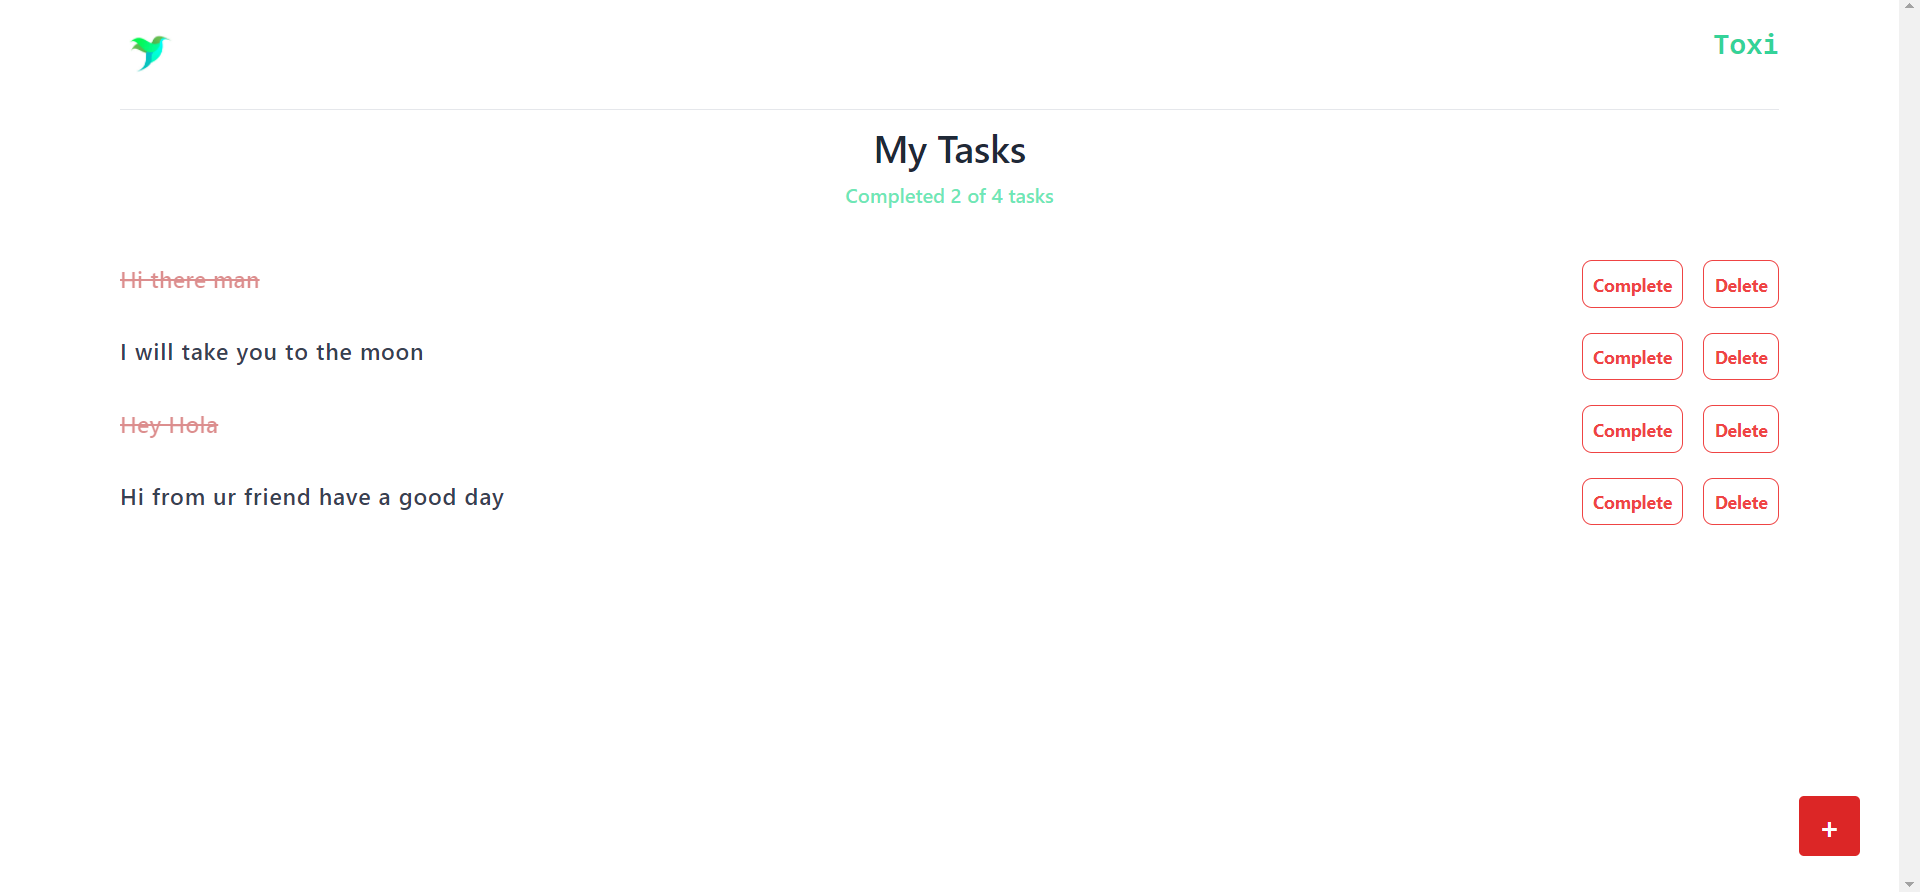 Toxi
My Tasks
Completed 2 of 4 tasks
Hi there man Complete Delete
I will take you to the moon Complete Delete
Hey Hola Complete Delete
Hi from ur friend have a good day Complete Delete
+